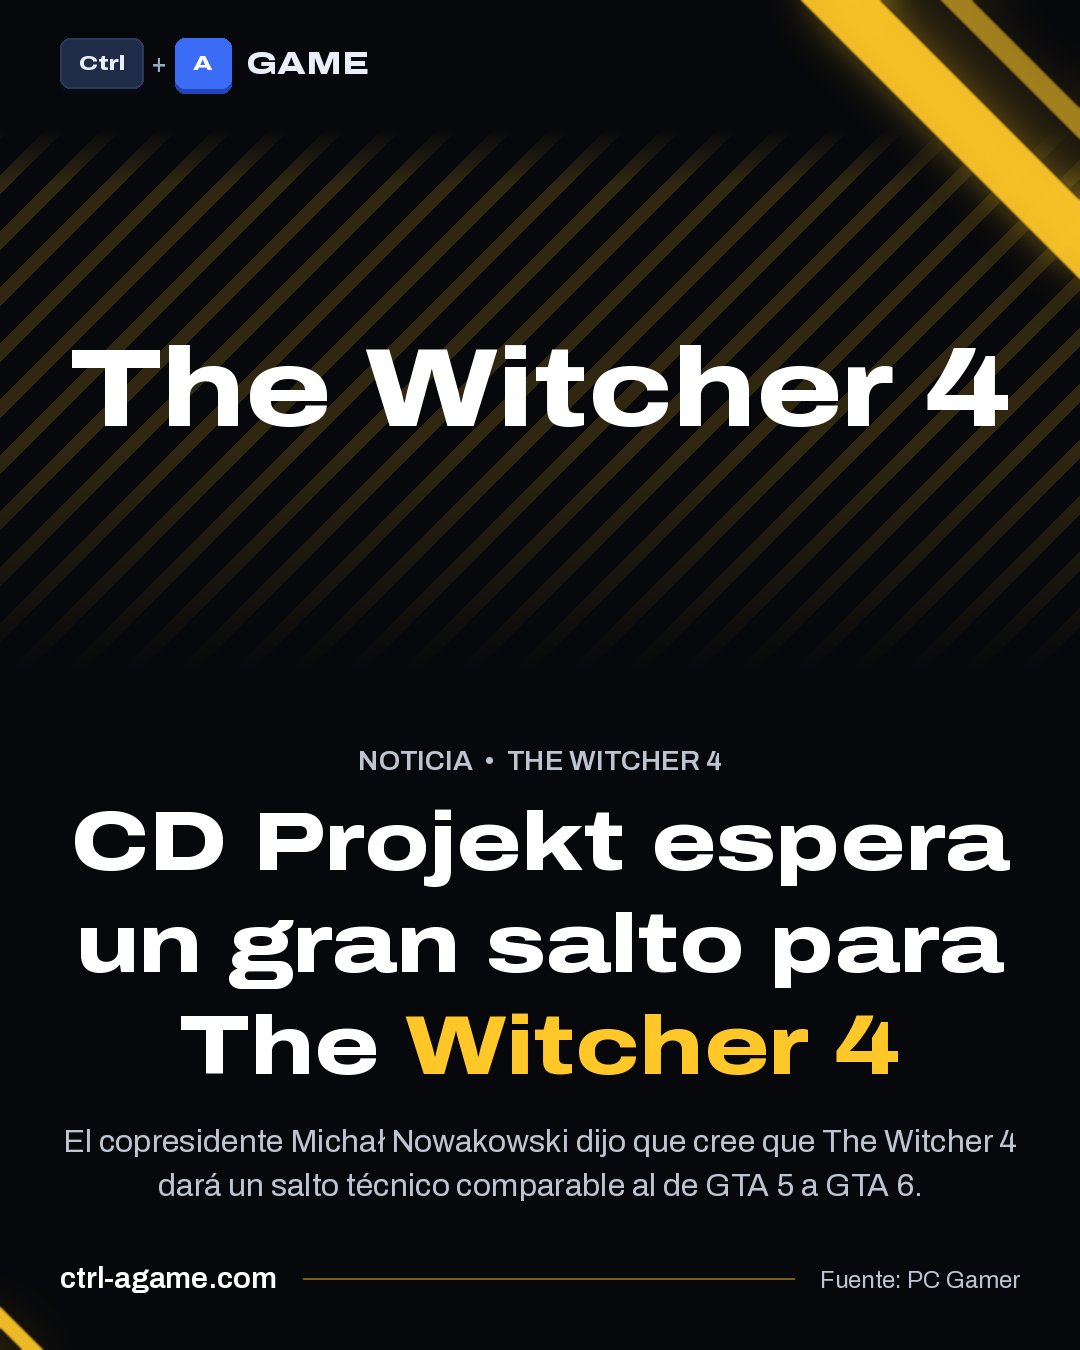 Ctrl + A GAME
The Witcher 4
NOTICIA • THE WITCHER 4
CD Projekt espera
un gran salto para
The Witcher 4
El copresidente Michał Nowakowski dijo que cree que The Witcher 4
dará un salto técnico comparable al de GTA 5 a GTA 6.
ctrl-agame.com
Fuente: PC Gamer